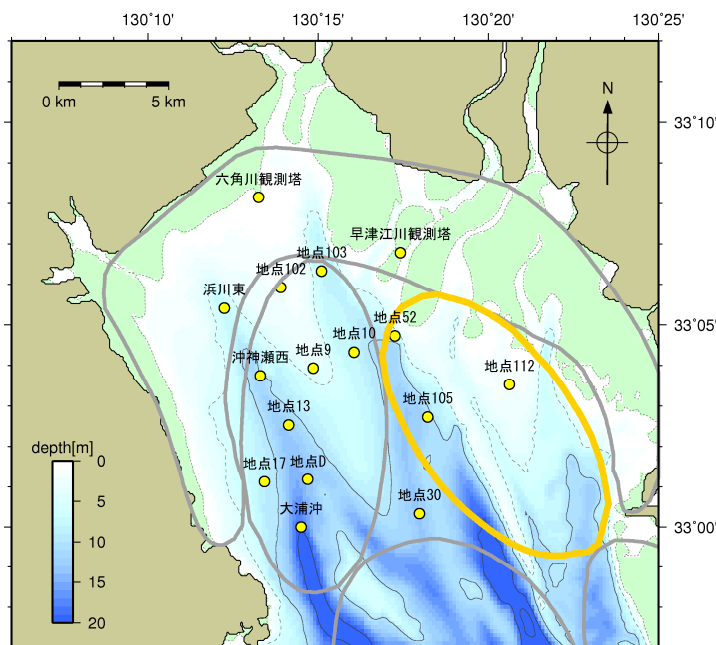 130°10'
130°15'
130°20'
130°25'
0 km
5 km
N
33°10'
六角川観測塔
早津江川観測塔
地点103
地点102
浜川東
地点52
33°05'
地点10
沖神瀬西
地点9
地点112
地点13
地点105
depth[m]
0
5
10
15
20
地点17
地点D
地点30
大浦沖
33°00'